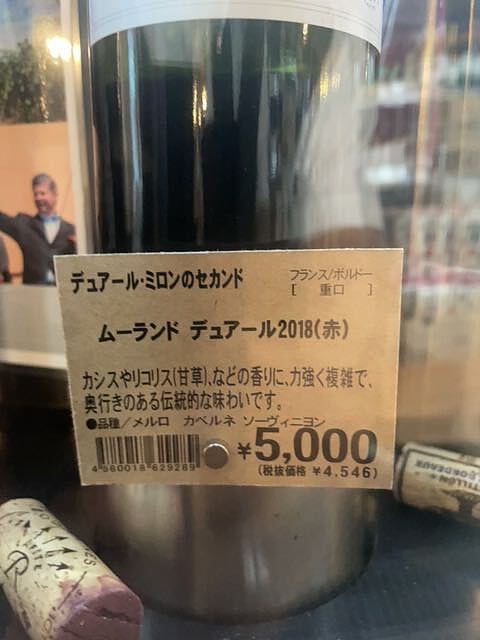 デュアール・ミロンのセカンド
フランス/ボルドー
[ 重口 ]
ムーランド デュアール2018(赤)
カシスやリコリス(甘草)、などの香りに、力強く複雑で、
奥行きのある伝統的な味わいです。
●品種/メルロ カベルネ ソーヴィニヨン
¥5,000
(税抜価格 ¥4,546)
4560018629289
BORDEAUX